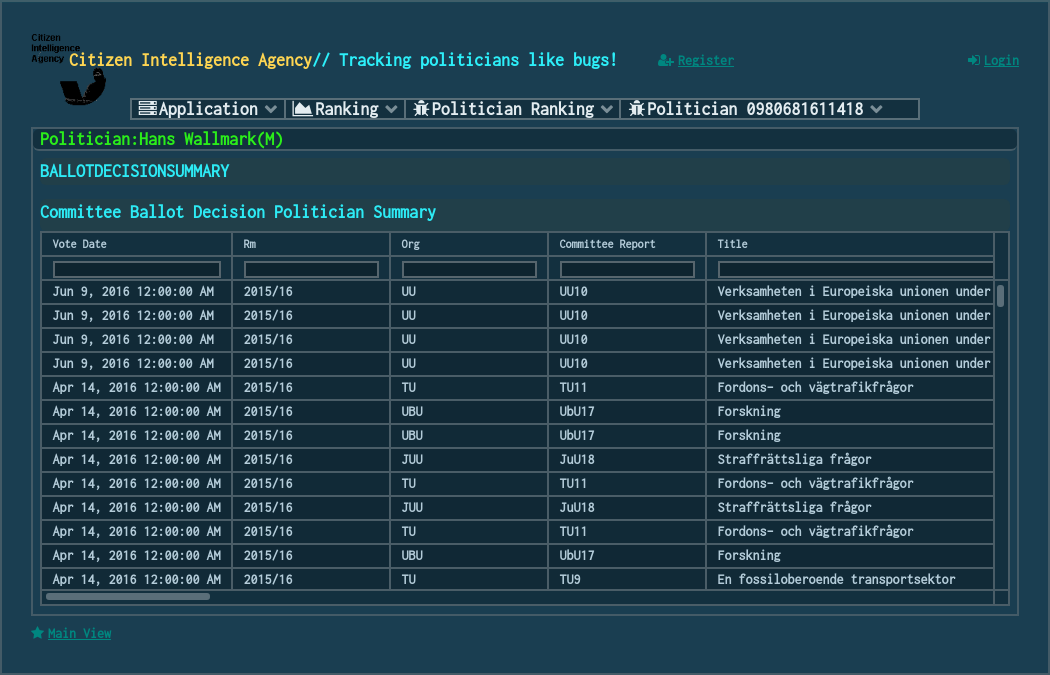 Citizen
Intelligence
Agency
Citizen Intelligence Agency// Tracking politicians like bugs!
Register
Login
Application
Ranking
Politician Ranking
Politician 0980681611418
Politician:Hans Wallmark(M)
BALLOTDECISIONSUMMARY
Committee Ballot Decision Politician Summary
Vote Date Rm Org Committee Report Title
Jun 9, 2016 12:00:00 AM 2015/16 UU UU10 Verksamheten i Europeiska unionen under
Jun 9, 2016 12:00:00 AM 2015/16 UU UU10 Verksamheten i Europeiska unionen under
Jun 9, 2016 12:00:00 AM 2015/16 UU UU10 Verksamheten i Europeiska unionen under
Jun 9, 2016 12:00:00 AM 2015/16 UU UU10 Verksamheten i Europeiska unionen under
Apr 14, 2016 12:00:00 AM 2015/16 TU TU11 Fordons- och vägtrafikfrågor
Apr 14, 2016 12:00:00 AM 2015/16 UBU UbU17 Forskning
Apr 14, 2016 12:00:00 AM 2015/16 UBU UbU17 Forskning
Apr 14, 2016 12:00:00 AM 2015/16 JUU JuU18 Straffrättsliga frågor
Apr 14, 2016 12:00:00 AM 2015/16 TU TU11 Fordons- och vägtrafikfrågor
Apr 14, 2016 12:00:00 AM 2015/16 JUU JuU18 Straffrättsliga frågor
Apr 14, 2016 12:00:00 AM 2015/16 TU TU11 Fordons- och vägtrafikfrågor
Apr 14, 2016 12:00:00 AM 2015/16 UBU UbU17 Forskning
Apr 14, 2016 12:00:00 AM 2015/16 TU TU9 En fossiloberoende transportsektor
Main View